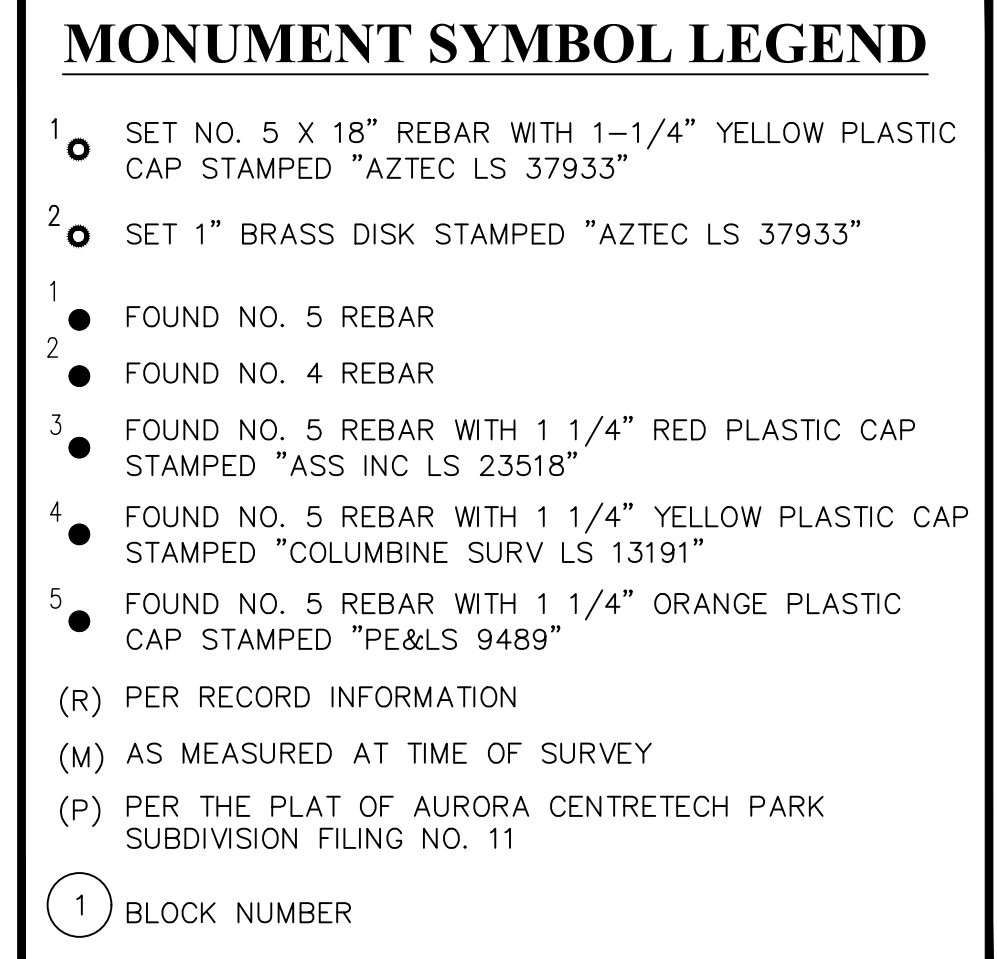 MONUMENT SYMBOL LEGEND
1 SET NO. 5 X 18” REBAR WITH 1–1/4” YELLOW PLASTIC
CAP STAMPED ”AZTEC LS 37933”
2 SET 1” BRASS DISK STAMPED ”AZTEC LS 37933”
1 FOUND NO. 5 REBAR
2 FOUND NO. 4 REBAR
3 FOUND NO. 5 REBAR WITH 1 1/4” RED PLASTIC CAP
STAMPED ”ASS INC LS 23518”
4 FOUND NO. 5 REBAR WITH 1 1/4” YELLOW PLASTIC CAP
STAMPED ”COLUMBINE SURV LS 13191”
5 FOUND NO. 5 REBAR WITH 1 1/4” ORANGE PLASTIC
CAP STAMPED ”PE&LS 9489”
(R) PER RECORD INFORMATION
(M) AS MEASURED AT TIME OF SURVEY
(P) PER THE PLAT OF AURORA CENTRETECH PARK
SUBDIVISION FILING NO. 11
1 BLOCK NUMBER